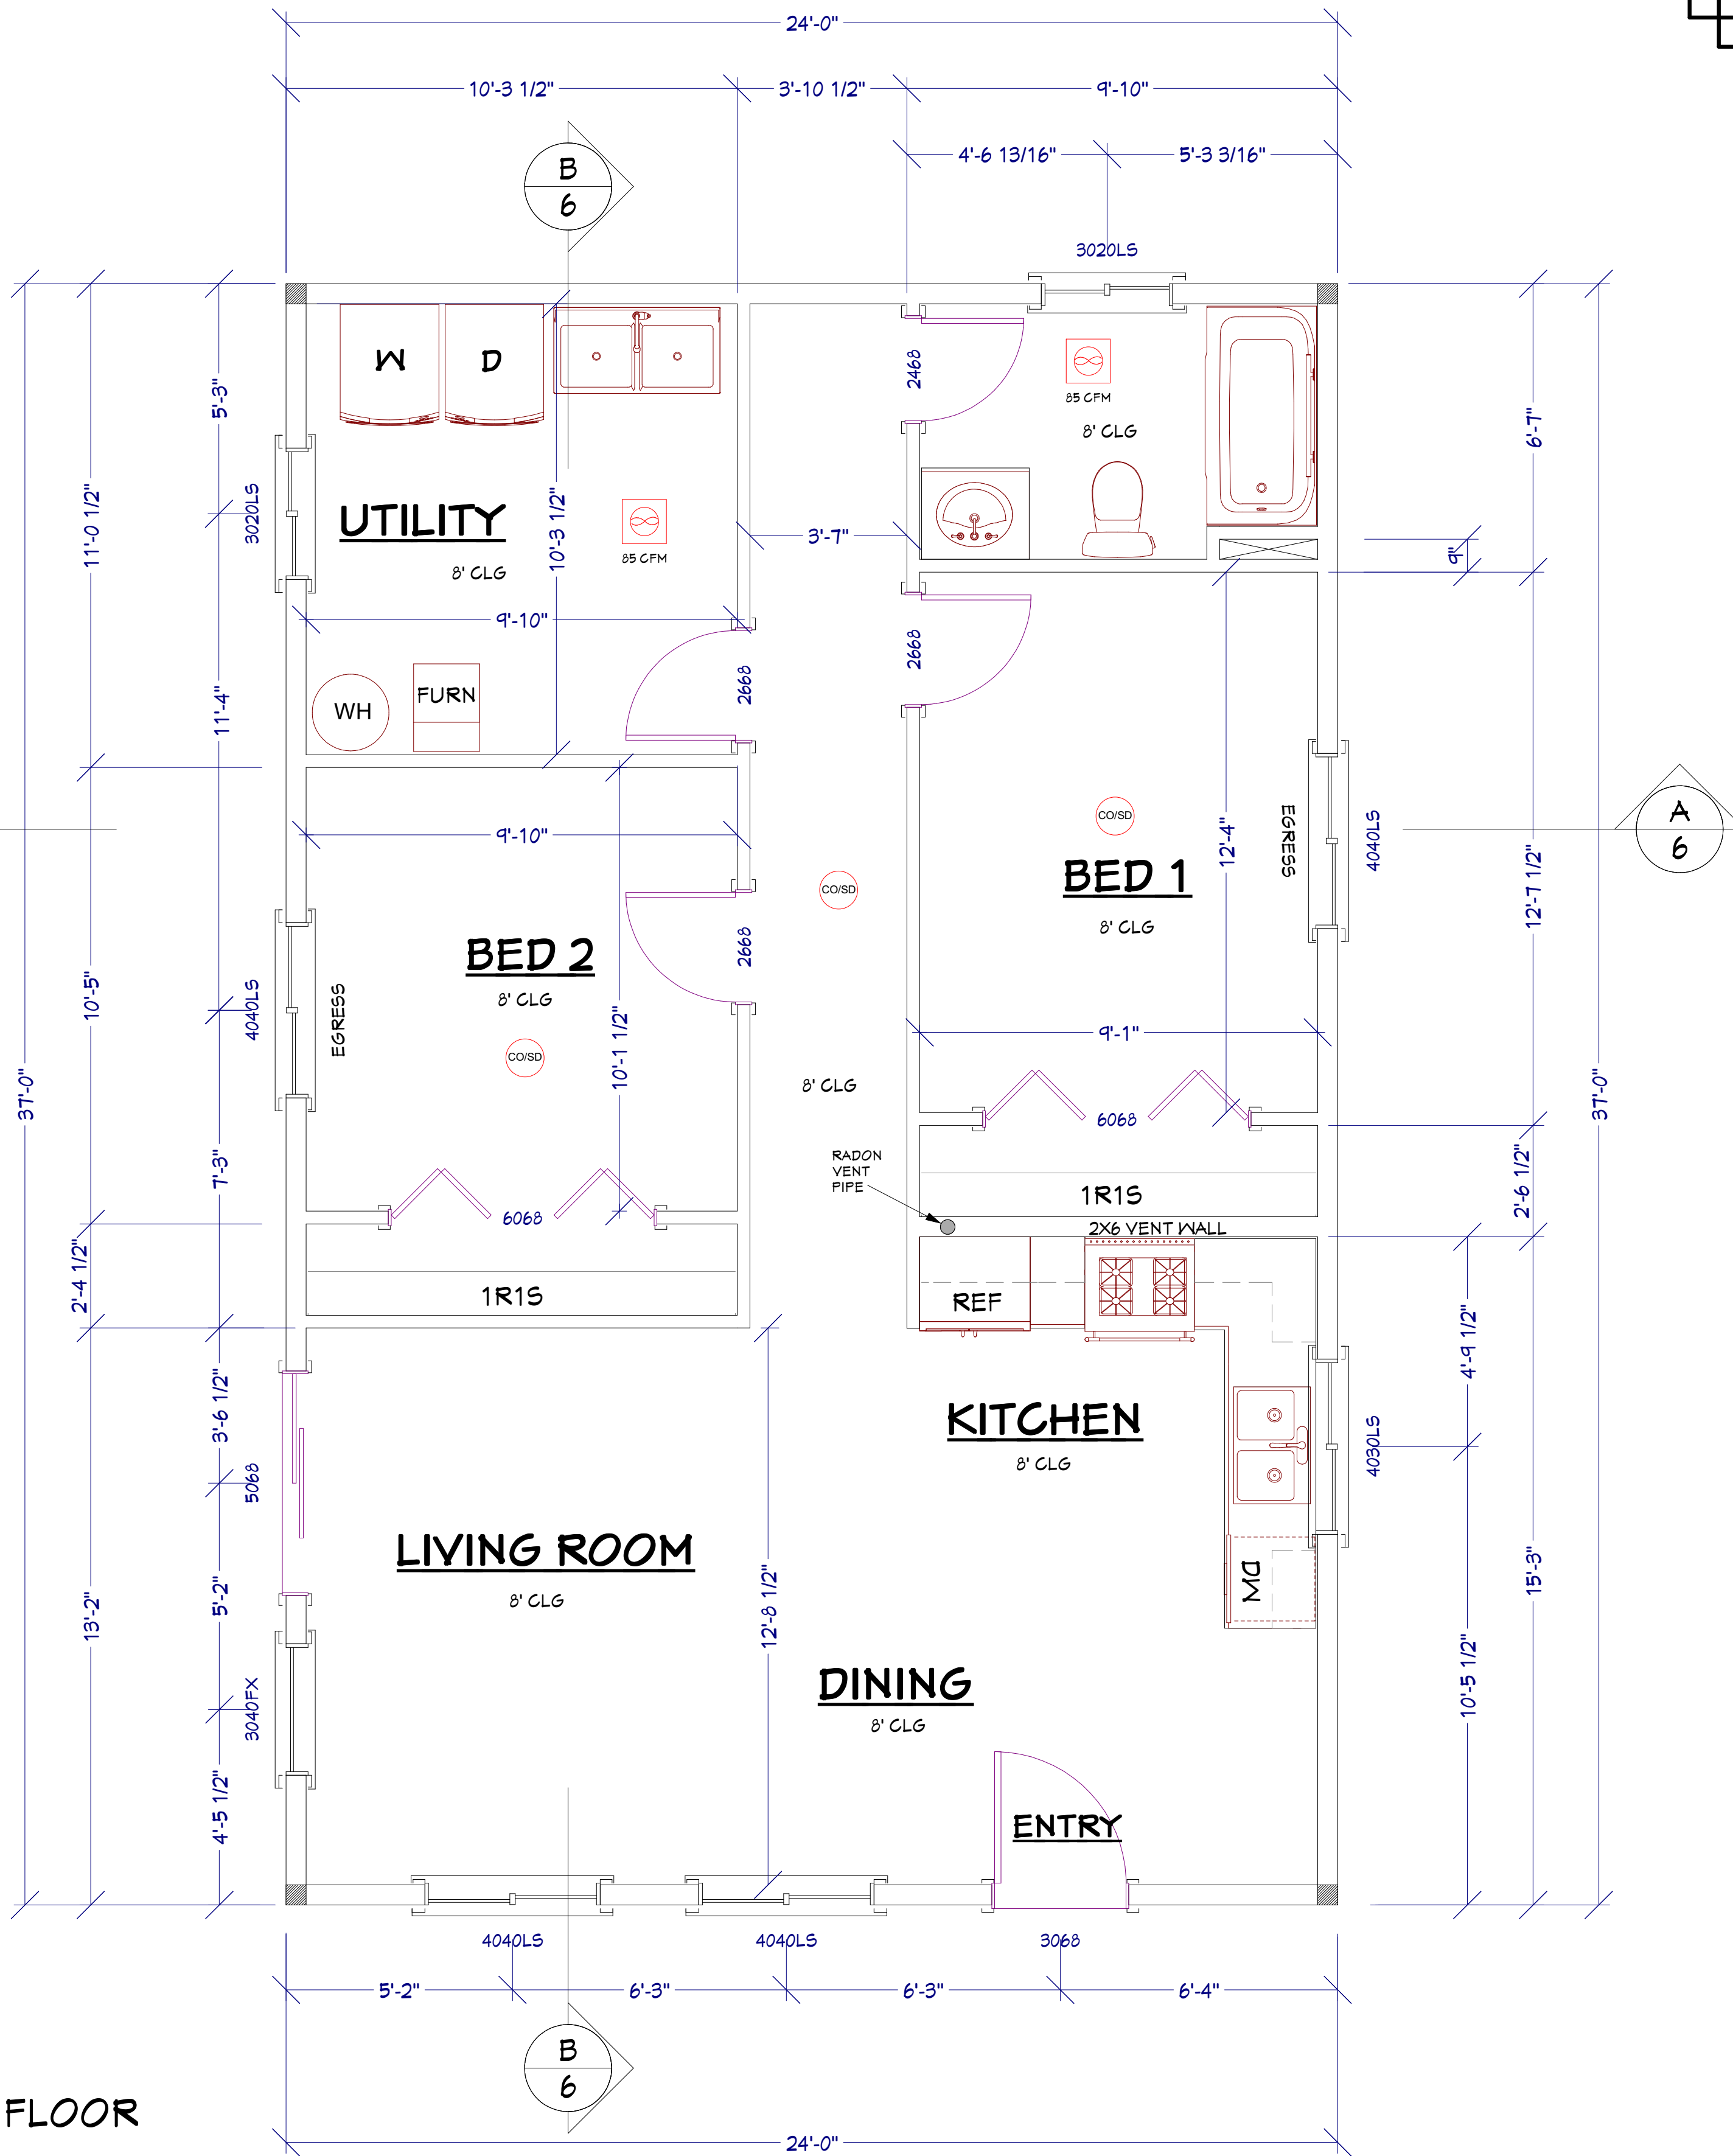 24'-0"
10'-3 1/2" 3'-10 1/2" 9'-10"
4'-6 13/16" 5'-3 3/16"
B
6
3020LS
W D
2468
85 CFM
8' CLG
5'-3"
6'-7"
3020LS
11'-0 1/2"
UTILITY
8' CLG
10'-3 1/2"
85 CFM
3'-7"
9"
9'-10"
2668
2668
WH
FURN
11'-4"
9'-10"
CO/SD
CO/SD
BED 1
8' CLG
12'-4"
EGRESS
4040LS
A
6
12'-7 1/2"
BED 2
8' CLG
2668
CO/SD
EGRESS
4040LS
10'-5"
10'-1 1/2"
9'-1"
37'-0"
37'-0"
8' CLG
6068
7'-3"
RADON
VENT
PIPE
1R1S
2'-6 1/2"
6068
2X6 VENT WALL
2'-4 1/2"
1R1S
REF
4'-9 1/2"
3'-6 1/2"
KITCHEN
8' CLG
4030LS
5068
LIVING ROOM
8' CLG
DW
15'-3"
5'-2"
13'-2"
12'-8 1/2"
10'-5 1/2"
DINING
8' CLG
3040FX
4'-5 1/2"
ENTRY
4040LS 4040LS 3068
5'-2" 6'-3" 6'-3" 6'-4"
B
6
FLOOR
24'-0"